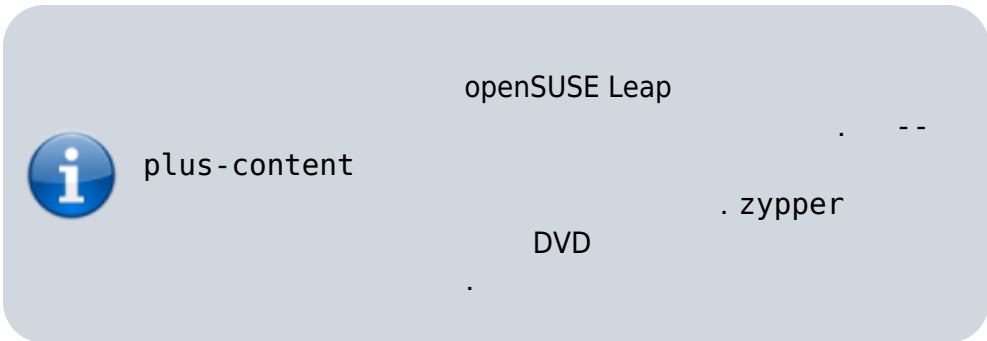 openSUSE Leap
. --
plus-content
. zypper
DVD
.